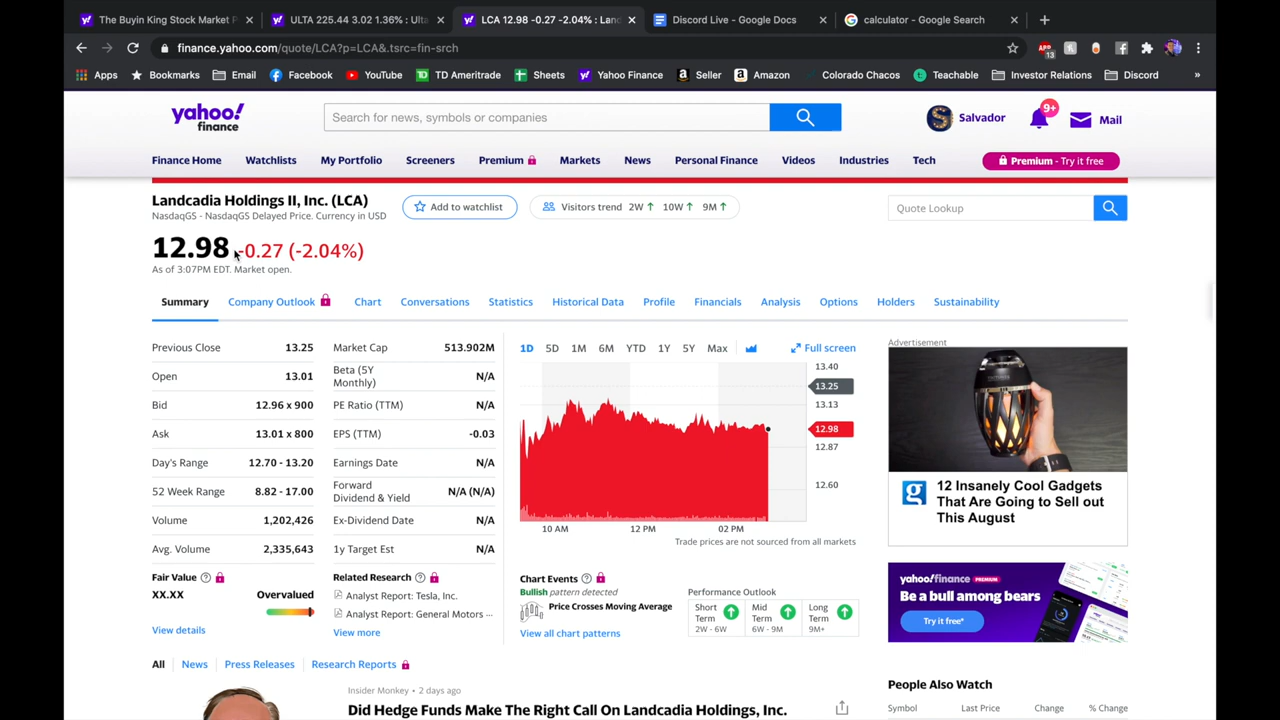 The Buyin King Stock Market P
ULTA 225.44 3.02 1.36% : Ulta
LCA 12.98 -0.27 -2.04% : Lanc
Discord Live - Google Docs
calculator - Google Search
finance.yahoo.com/quote/LCA?p=LCA&.tsrc=fin-srch
13
Apps
Bookmarks
Email
Facebook
YouTube
TD Ameritrade
Sheets
Yahoo Finance
Seller
Amazon
Colorado Chacos
Teachable
Investor Relations
Discord
»
yahoo!
finance
Search for news, symbols or companies
Salvador
9+
Mail
Finance Home
Watchlists
My Portfolio
Screeners
Premium
Markets
News
Personal Finance
Videos
Industries
Tech
Premium - Try it free
Landcadia Holdings II, Inc. (LCA)
NasdaqGS - NasdaqGS Delayed Price. Currency in USD
Add to watchlist
Visitors trend 2W 10W 9M
Quote Lookup
12.98 -0.27 (-2.04%)
As of 3:07PM EDT. Market open.
Summary
Company Outlook
Chart
Conversations
Statistics
Historical Data
Profile
Financials
Analysis
Options
Holders
Sustainability
Previous Close 13.25
Open 13.01
Bid 12.96 x 900
Ask 13.01 x 800
Day's Range 12.70 - 13.20
52 Week Range 8.82 - 17.00
Volume 1,202,426
Avg. Volume 2,335,643
Market Cap 513.902M
Beta (5Y
Monthly) N/A
PE Ratio (TTM) N/A
EPS (TTM) -0.03
Earnings Date N/A
Forward
Dividend & Yield N/A (N/A)
Ex-Dividend Date N/A
1y Target Est N/A
Fair Value
XX.XX Overvalued
View details
Related Research
Analyst Report: Tesla, Inc.
Analyst Report: General Motors ...
View more
1D 5D 1M 6M YTD 1Y 5Y Max
Full screen
13.40
13.25
13.13
12.98
12.87
12.60
10 AM 12 PM 02 PM
Trade prices are not sourced from all markets
Chart Events
Bullish pattern detected
Price Crosses Moving Average
View all chart patterns
Performance Outlook
Short
Term
2W - 6W
Mid
Term
6W - 9M
Long
Term
9M+
Advertisement
g
12 Insanely Cool Gadgets
That Are Going to Sell out
This August
yahoo!finance PREMIUM
Be a bull among bears
Try it free*
All
News
Press Releases
Research Reports
Insider Monkey • 2 days ago
Did Hedge Funds Make The Right Call On Landcadia Holdings, Inc.
People Also Watch
Symbol Last Price Change % Change